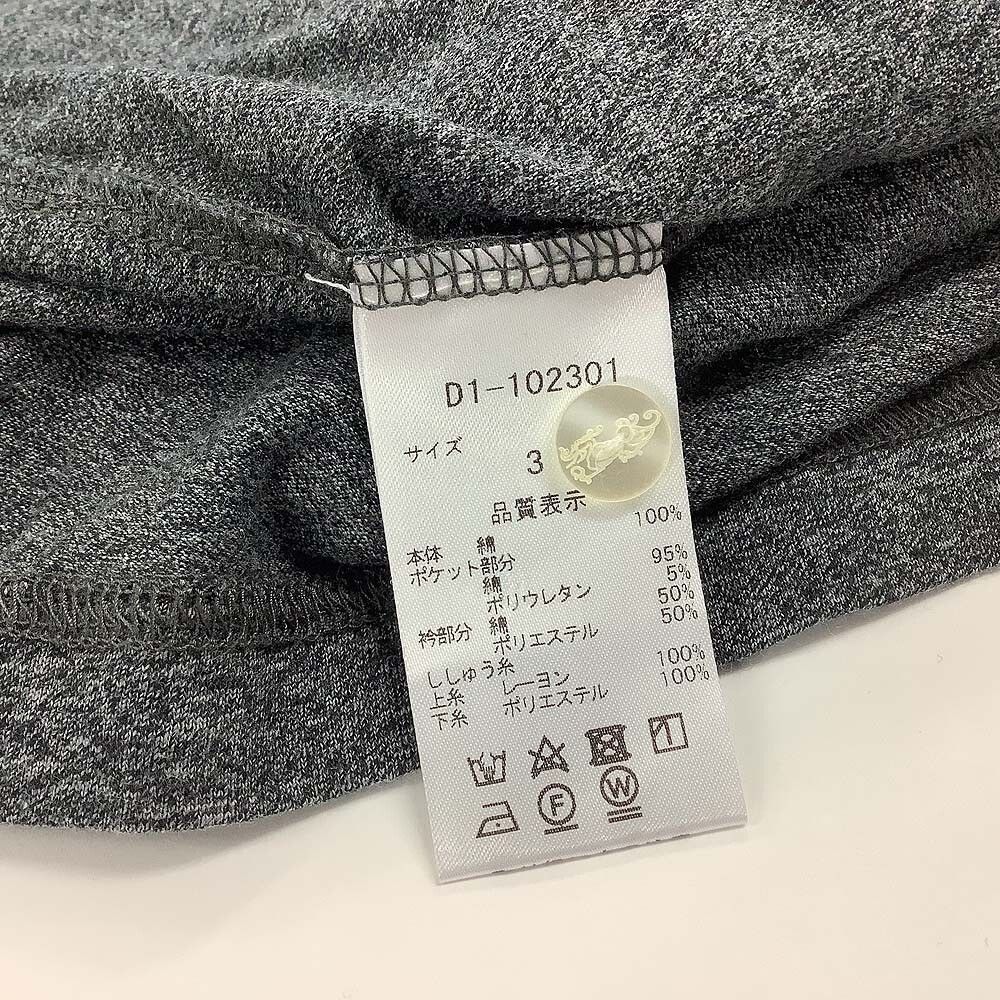 D1-102301
サイズ 3
品質表示
本体 綿 100%
ポケット部分
綿 95%
ポリウレタン 5%
衿部分 綿 50%
ポリエステル 50%
ししゅう糸
上糸 レーヨン 100%
下糸 ポリエステル 100%
F W